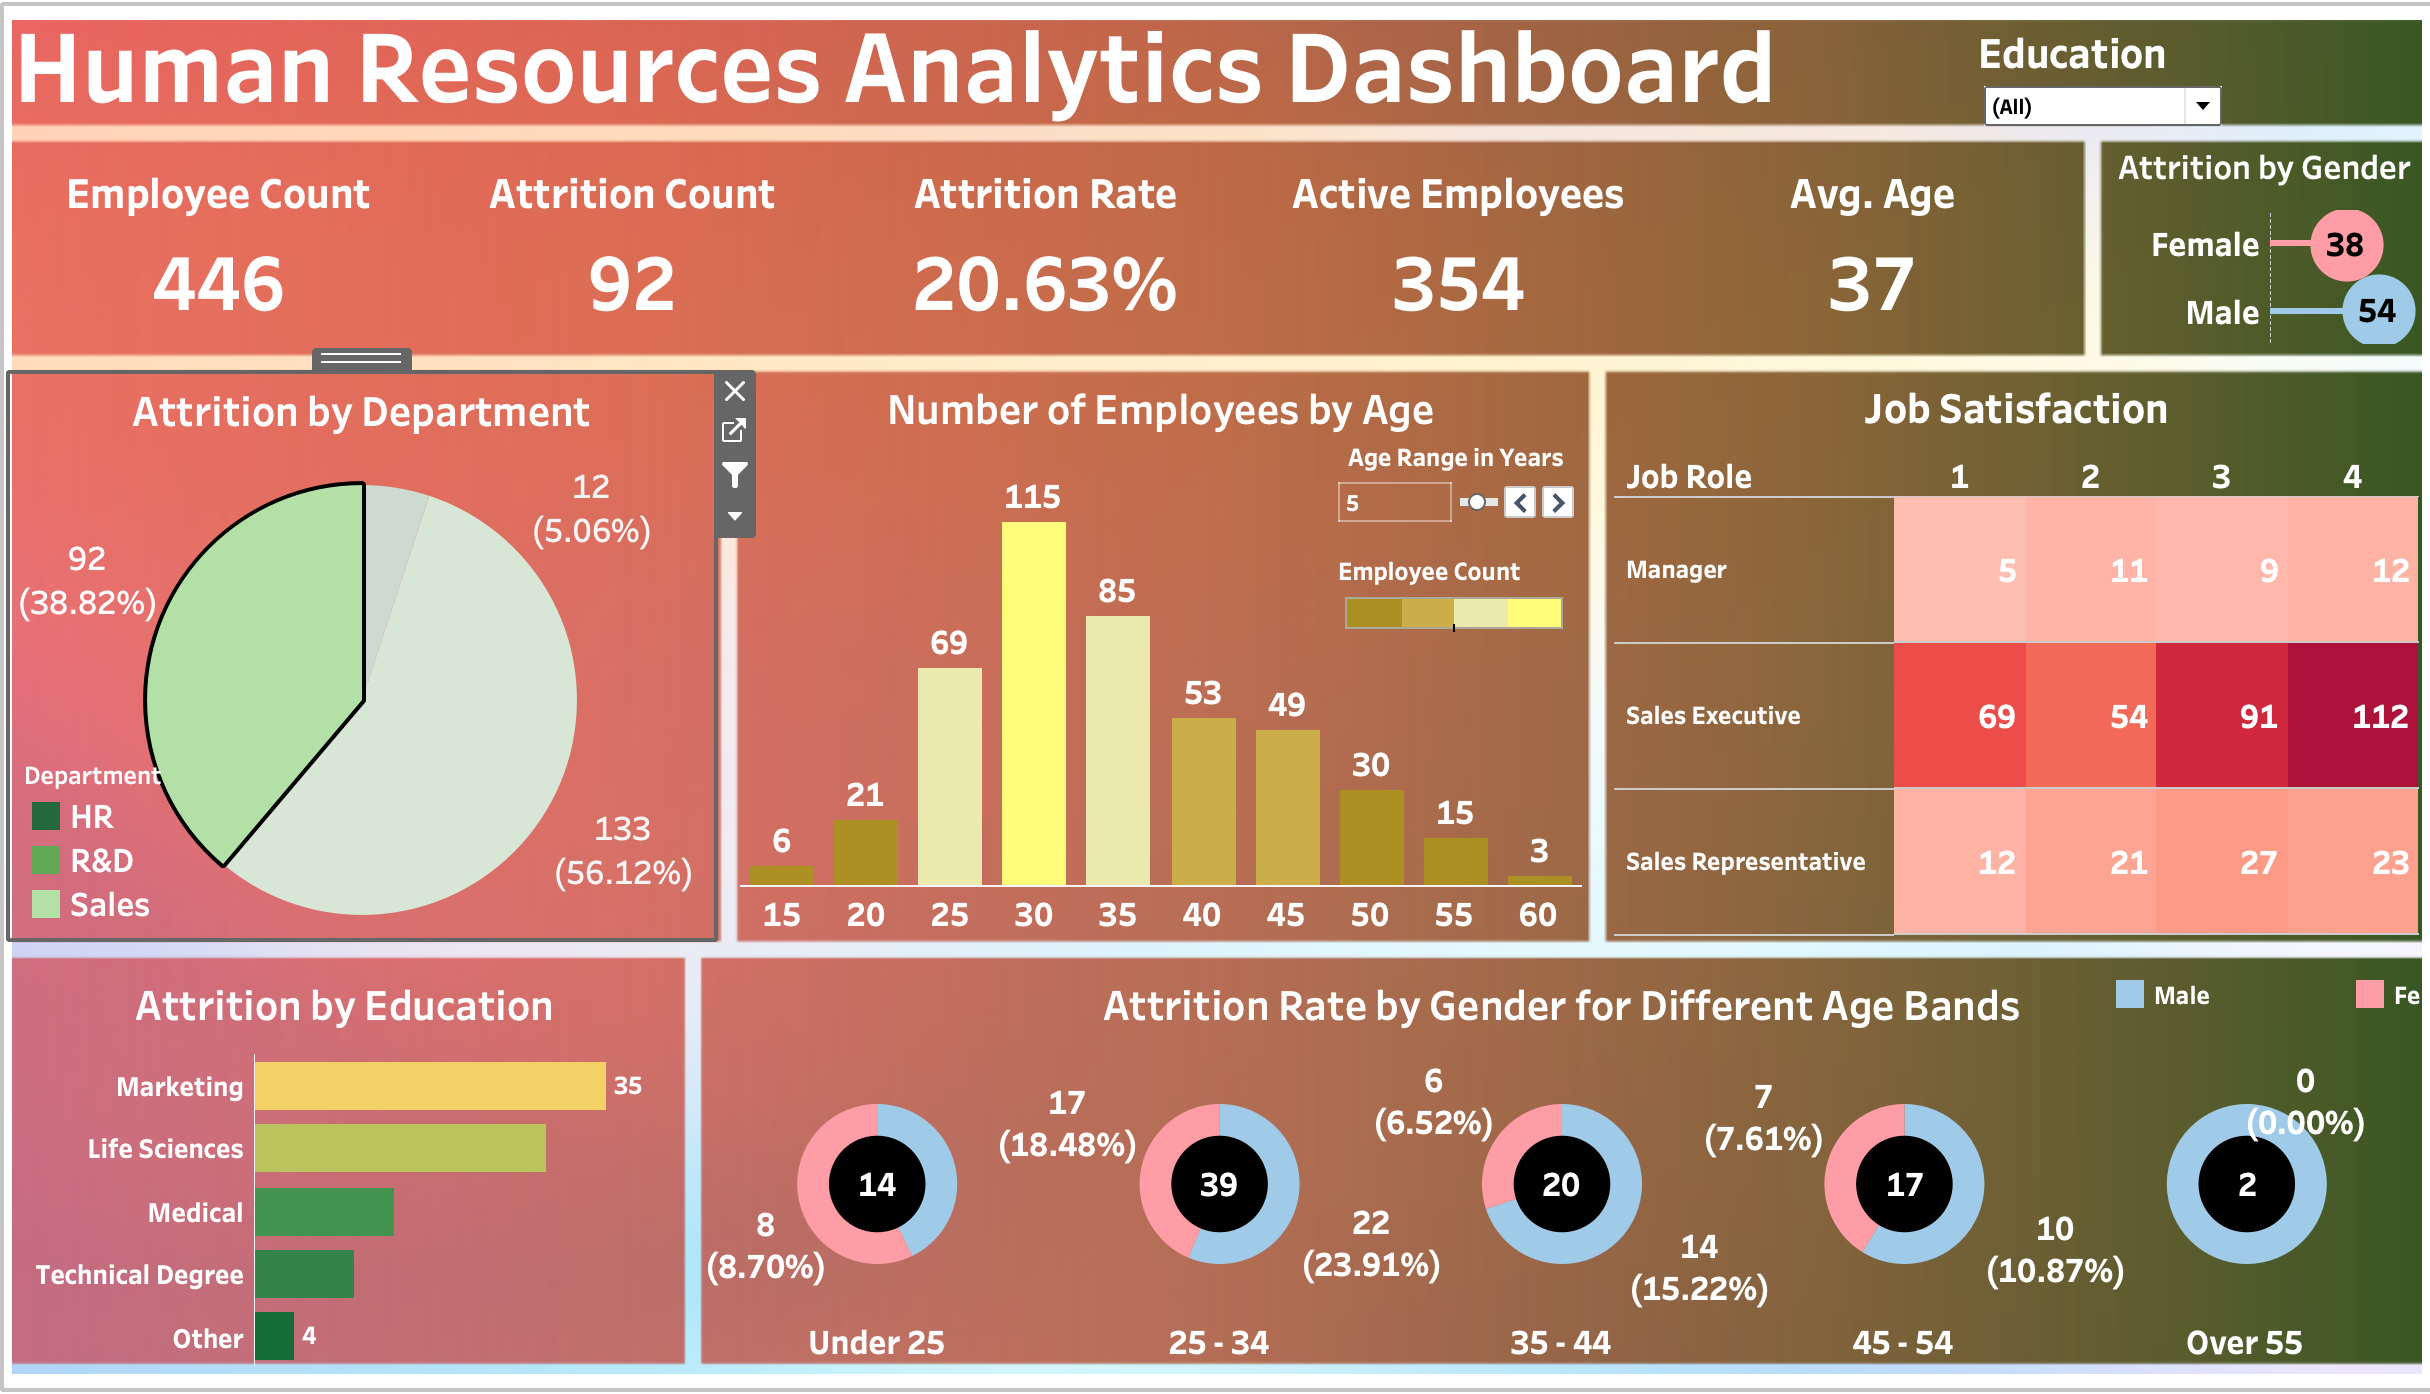 Human Resources Analytics Dashboard
Education
(All)
Employee Count
446
Attrition Count
92
Attrition Rate
20.63%
Active Employees
354
Avg. Age
37
Attrition by Gender
Female
38
Male
54
Attrition by Department
12
(5.06%)
92
(38.82%)
133
(56.12%)
Department
HR
R&D
Sales
Number of Employees by Age
Age Range in Years
5
Employee Count
6
21
69
115
85
53
49
30
15
3
15 20 25 30 35 40 45 50 55 60
Job Satisfaction
Job Role 1 2 3 4
Manager 5 11 9 12
Sales Executive 69 54 91 112
Sales Representative 12 21 27 23
Attrition by Education
Marketing 35
Life Sciences
Medical
Technical Degree
Other 4
Attrition Rate by Gender for Different Age Bands
Male
Fe
14
8
(8.70%)
Under 25
17
(18.48%)
39
22
(23.91%)
25 - 34
6
(6.52%)
20
14
(15.22%)
35 - 44
7
(7.61%)
17
10
(10.87%)
45 - 54
0
(0.00%)
2
Over 55